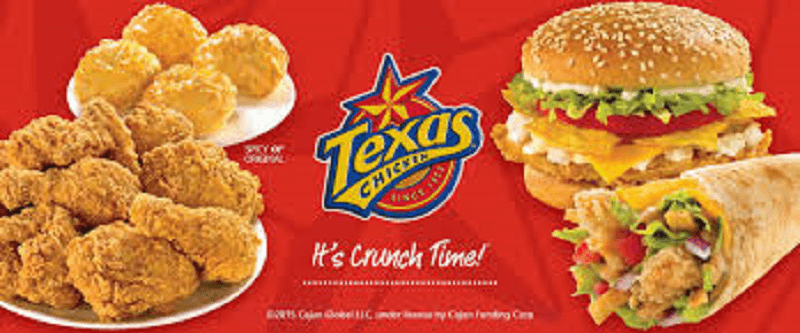 SPICY OR
ORIGINAL
Texas
CHICKEN
SINCE 1952
It's Crunch Time!
©2015 Cajun Global LLC, under license by Cajun Funding Corp